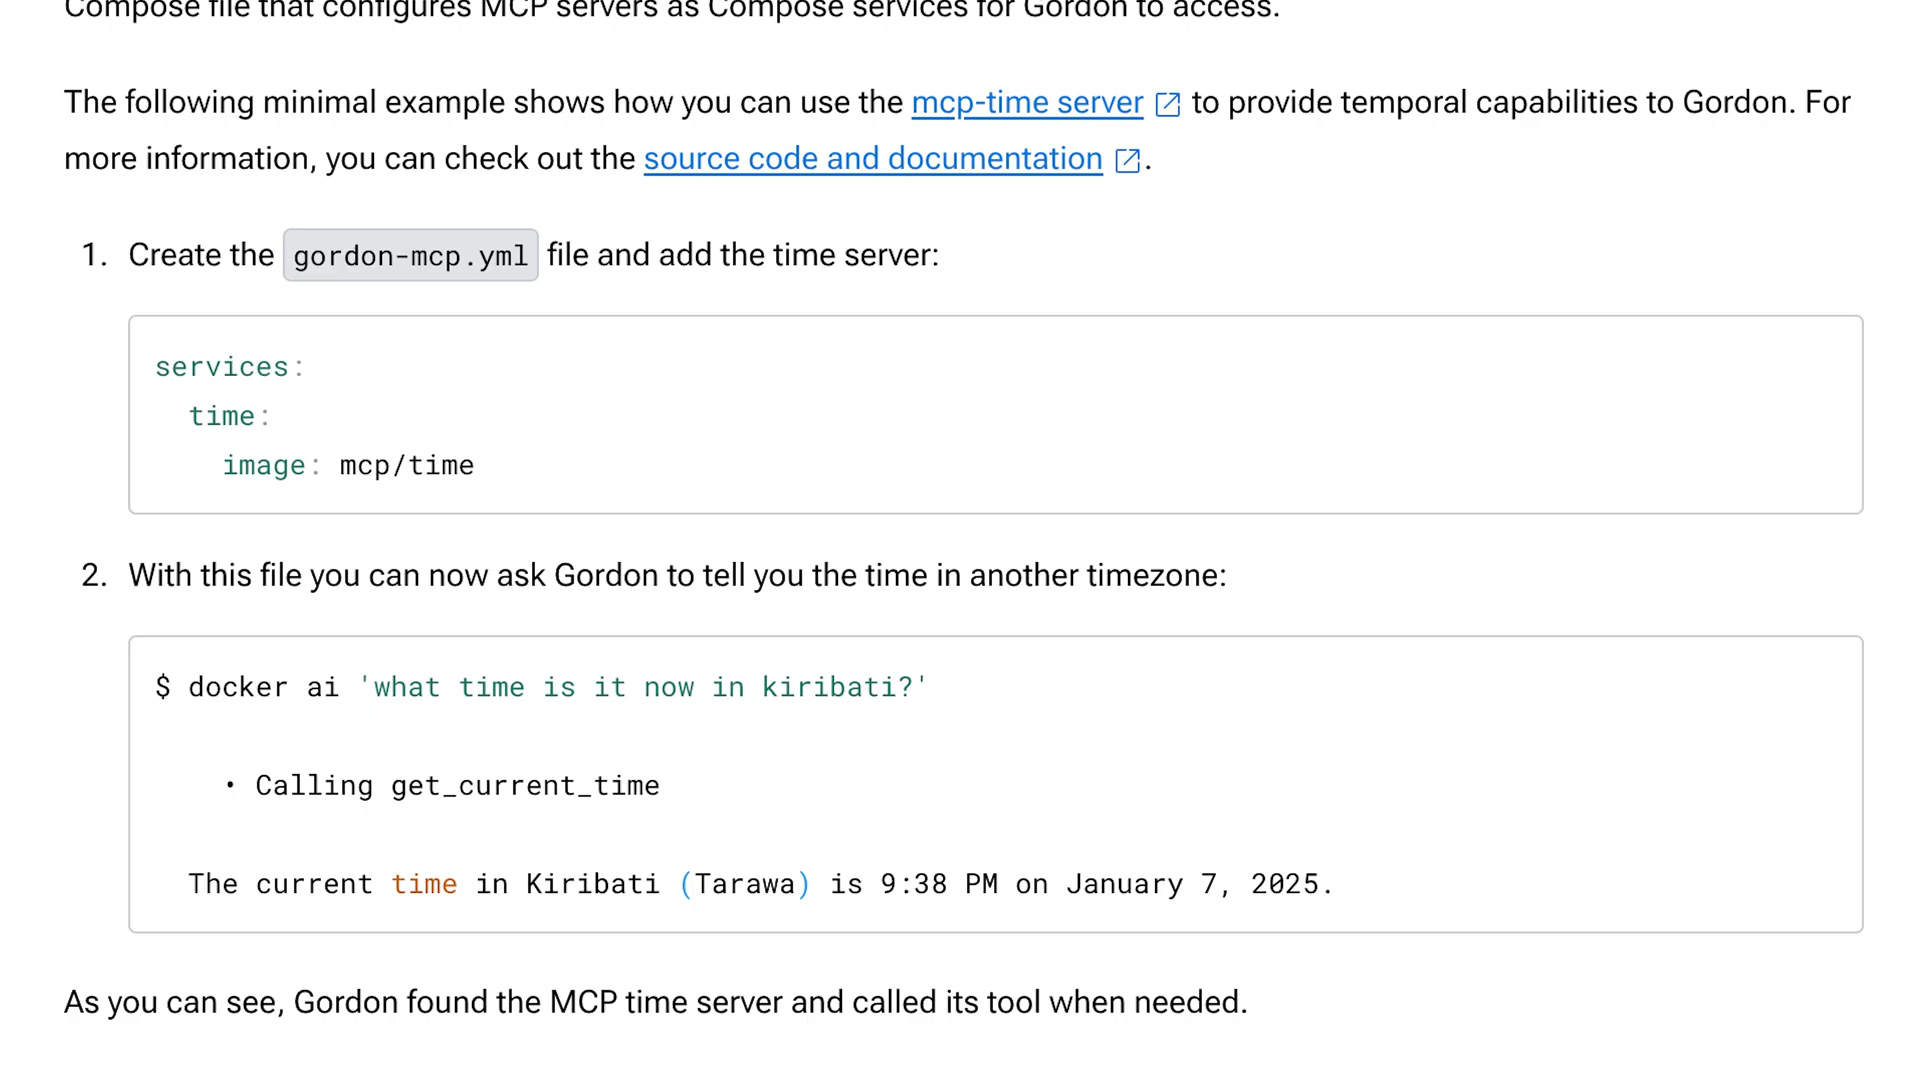 Compose file that configures MCP servers as Compose services for Gordon to access.
The following minimal example shows how you can use the mcp-time server to provide temporal capabilities to Gordon. For
more information, you can check out the source code and documentation.
1. Create the gordon-mcp.yml file and add the time server:
services:
  time:
    image: mcp/time
2. With this file you can now ask Gordon to tell you the time in another timezone:
$ docker ai 'what time is it now in kiribati?'
    • Calling get_current_time
  The current time in Kiribati (Tarawa) is 9:38 PM on January 7, 2025.
As you can see, Gordon found the MCP time server and called its tool when needed.